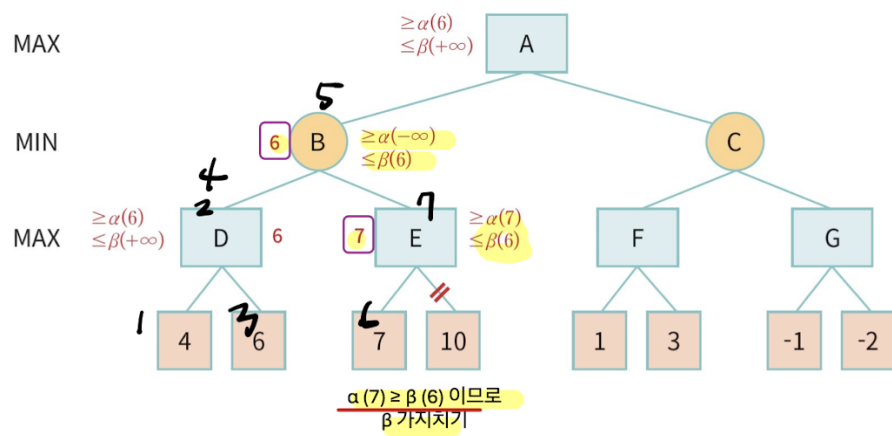 MAX
≥α(6)
≤β(+∞)
A
5
MIN
6
B
≥α(−∞)
≤β(6)
C
4
2
7
MAX
≥α(6)
≤β(+∞)
D
6
7
E
≥α(7)
≤β(6)
F
G
1
4
3
6
6
7
10
1
3
-1
-2
α (7) ≥ β (6) 이므로
β 가지치기